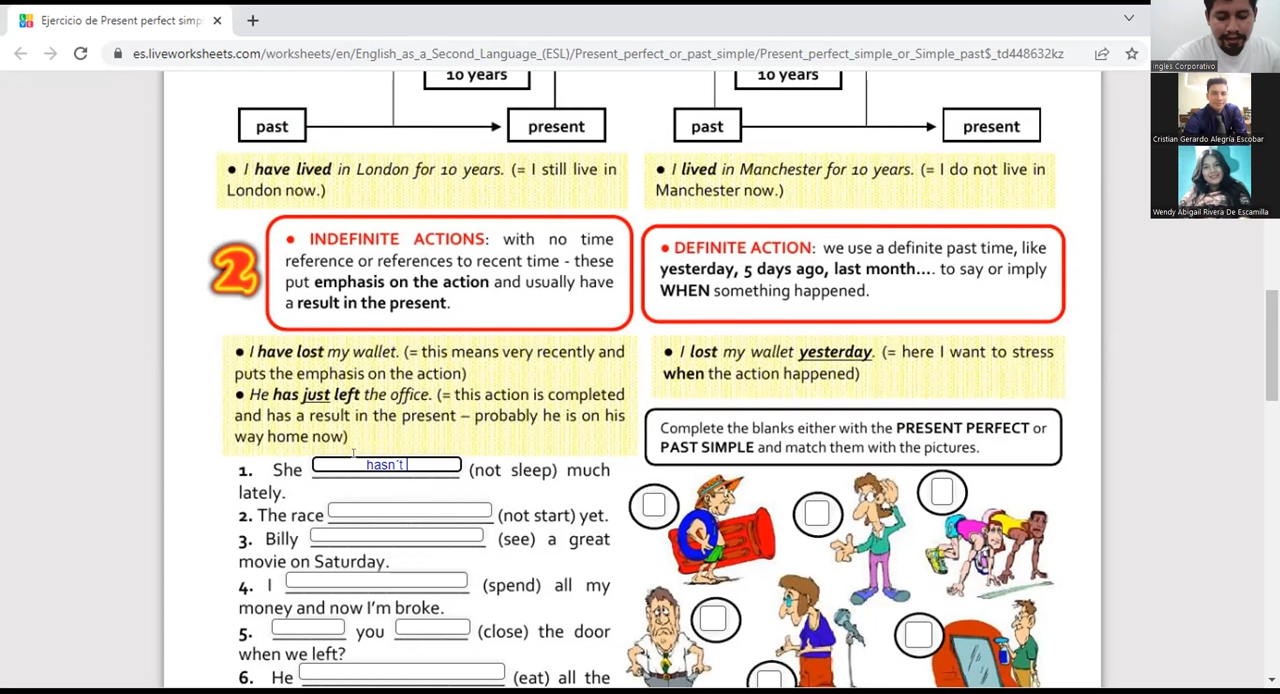 Ejercicio de Present perfect simp
es.liveworksheets.com/worksheets/en/English_as_a_Second_Language_(ESL)/Present_perfect_or_past_simple/Present_perfect_simple_or_Simple_past$_td448632kz
Ingles Corporativo
Cristian Gerardo Alegría Escobar
Wendy Abigail Rivera De Escamilla
10 years
10 years
past
present
past
present
● I have lived in London for 10 years. (= I still live in
London now.)
● I lived in Manchester for 10 years. (= I do not live in
Manchester now.)
2
● INDEFINITE ACTIONS: with no time
reference or references to recent time - these
put emphasis on the action and usually have
a result in the present.
● DEFINITE ACTION: we use a definite past time, like
yesterday, 5 days ago, last month.... to say or imply
WHEN something happened.
● I have lost my wallet. (= this means very recently and
puts the emphasis on the action)
● He has just left the office. (= this action is completed
and has a result in the present – probably he is on his
way home now)
● I lost my wallet yesterday. (= here I want to stress
when the action happened)
Complete the blanks either with the PRESENT PERFECT or
PAST SIMPLE and match them with the pictures.
1. She hasn´t (not sleep) much
lately.
2. The race (not start) yet.
3. Billy (see) a great
movie on Saturday.
4. I (spend) all my
money and now I'm broke.
5. you (close) the door
when we left?
6. He (eat) all the